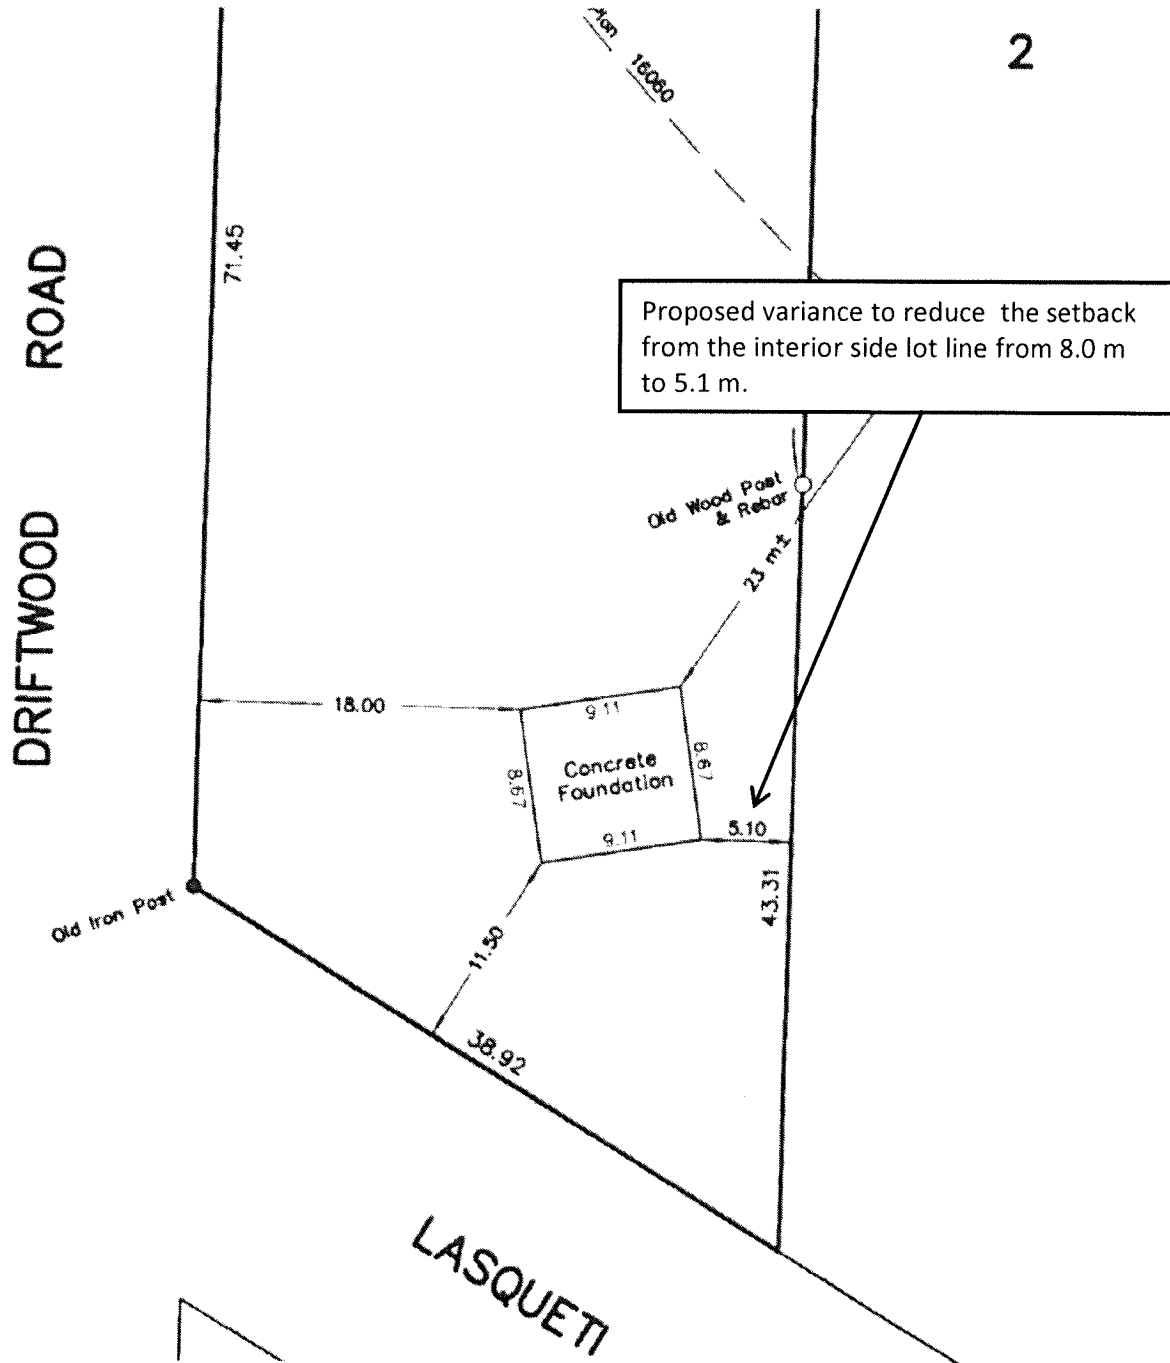 2
Plan 16060
71.45
DRIFTWOOD ROAD
Proposed variance to reduce the setback
from the interior side lot line from 8.0 m
to 5.1 m.
Old Wood Post
& Rebar
23 m±
18.00
9.11
8.67
Concrete
Foundation
8.67
9.11
5.10
43.31
Old Iron Post
11.50
38.92
LASQUETI